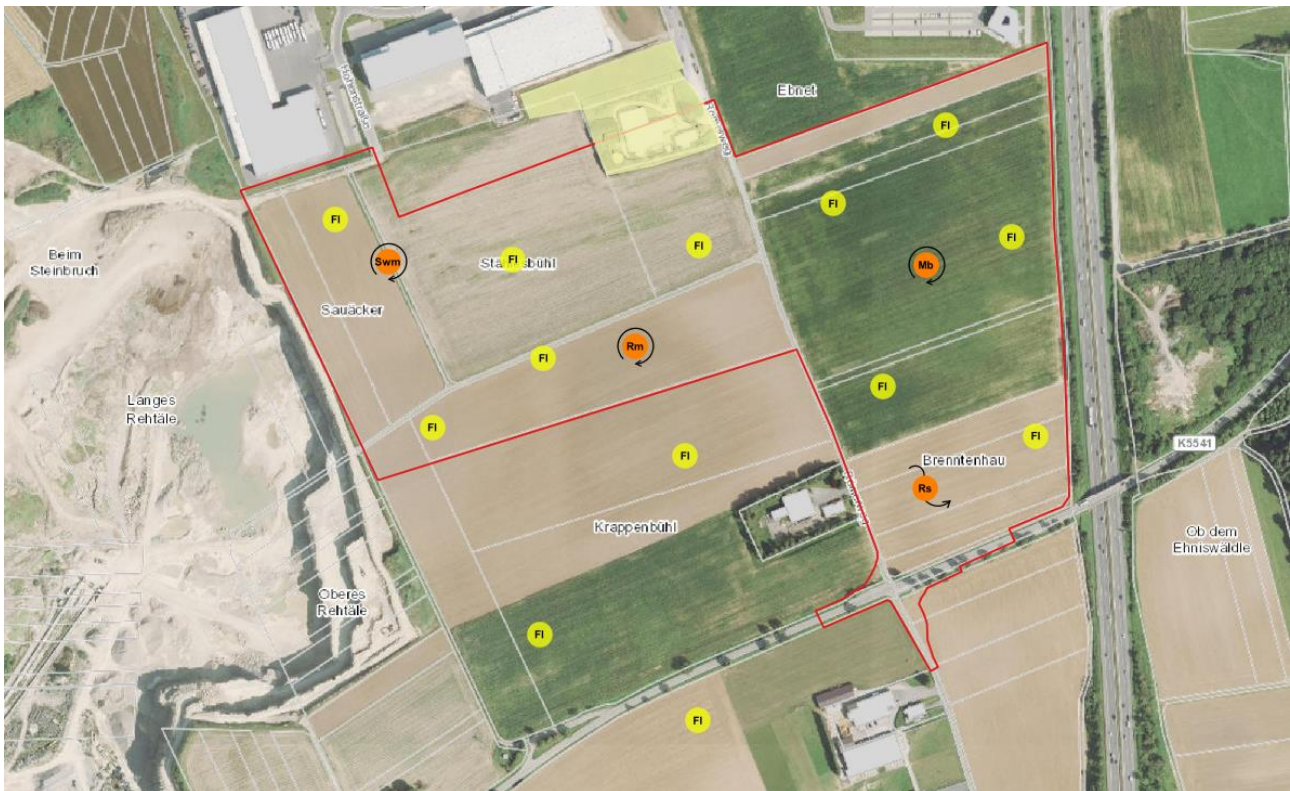 Hohenstraße
Ebnet
Fl
Fl
Fl
Fl
Fl
Fl
Beim
Steinbruch
Swm
Mb
Sauäcker
Rm
Fl
Fl
Langes
Rehtäle
Fl
Fl
Fl
K5541
Brenntenhau
Rs
Krappenbühl
Ob dem
Ehniswäldle
Oberes
Rehtäle
Fl
Fl